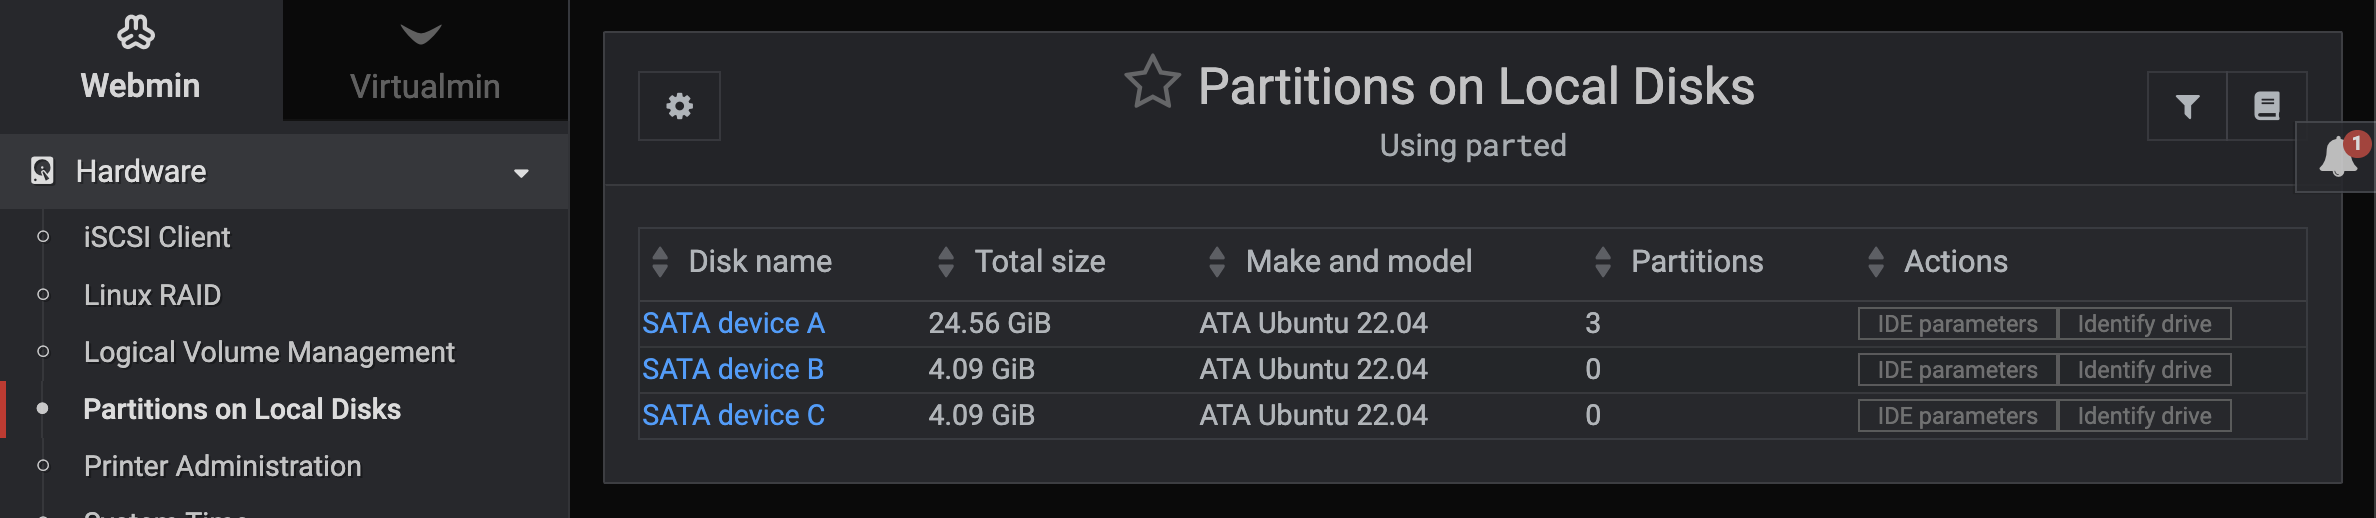 Webmin
Virtualmin
Hardware
iSCSI Client
Linux RAID
Logical Volume Management
Partitions on Local Disks
Printer Administration
System Time
Partitions on Local Disks
Using parted
1
Disk name Total size Make and model Partitions Actions
SATA device A 24.56 GiB ATA Ubuntu 22.04 3 IDE parameters Identify drive
SATA device B 4.09 GiB ATA Ubuntu 22.04 0 IDE parameters Identify drive
SATA device C 4.09 GiB ATA Ubuntu 22.04 0 IDE parameters Identify drive